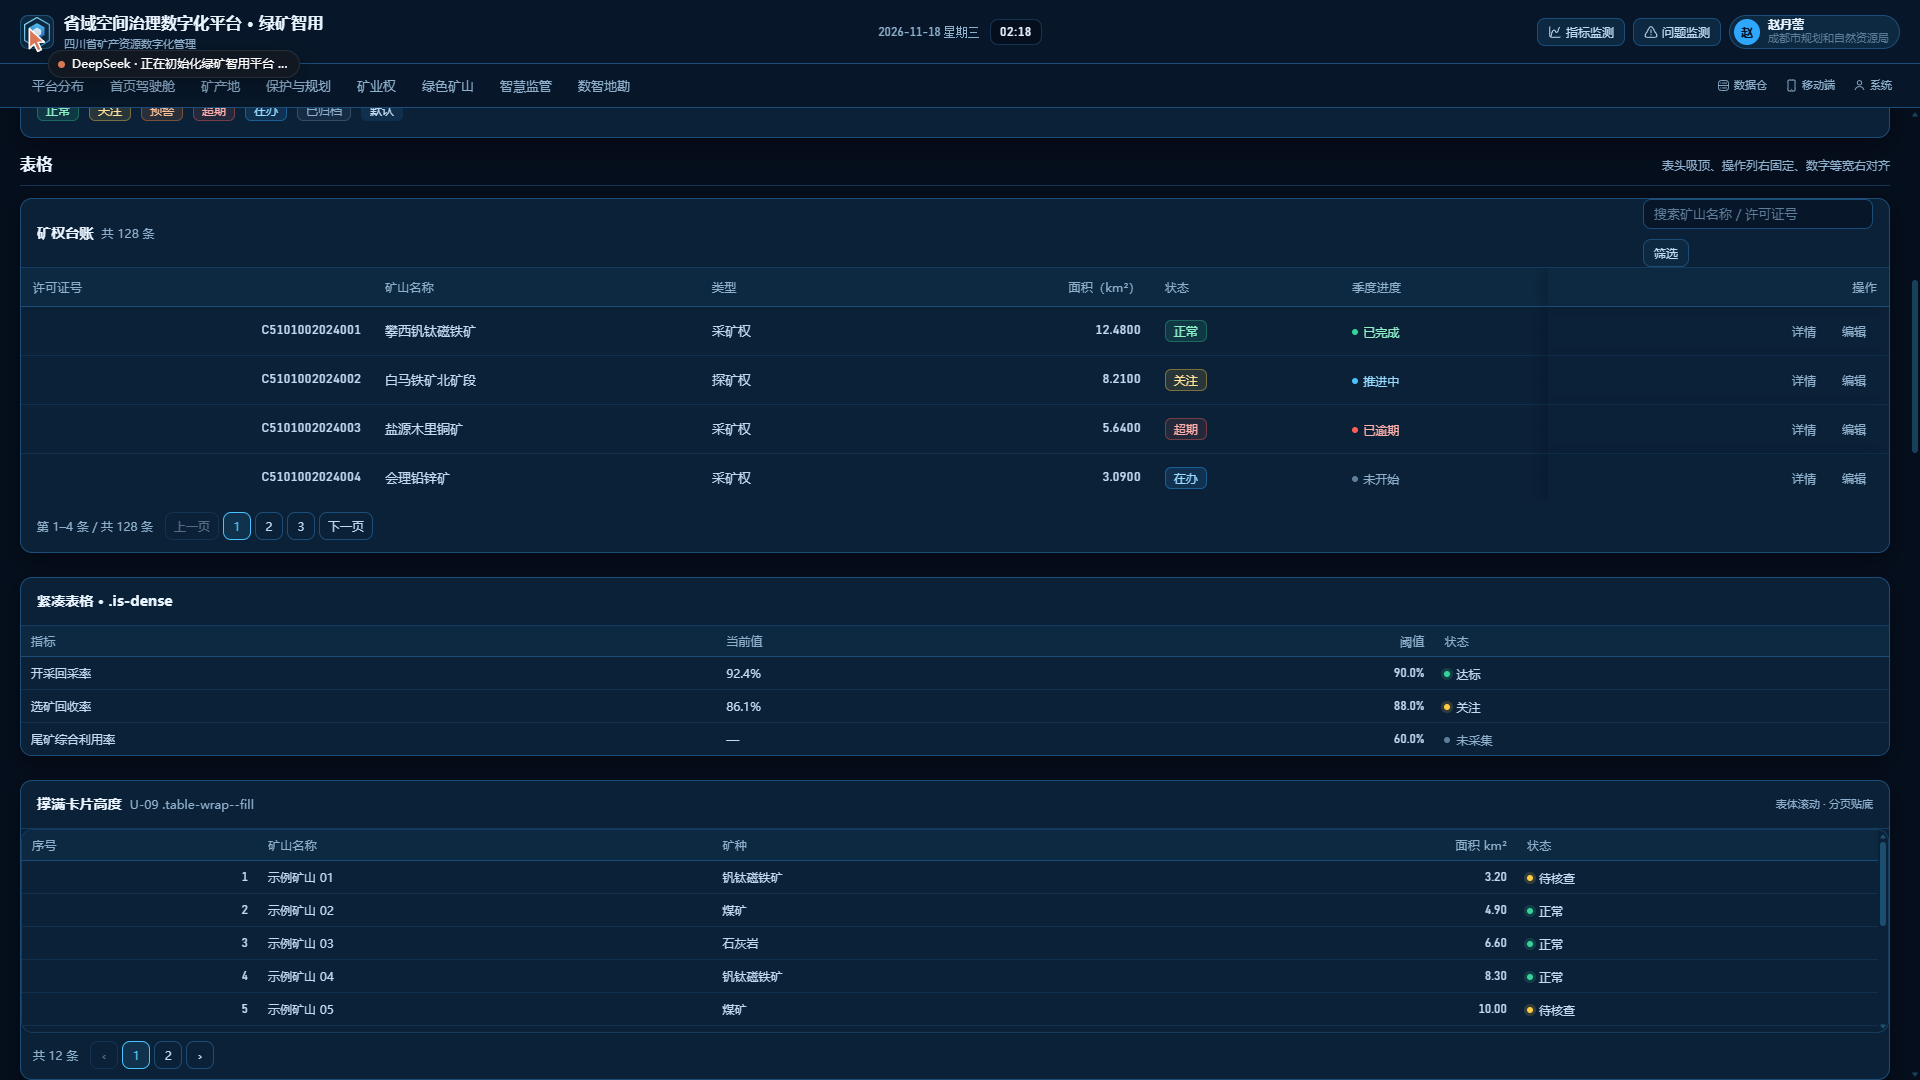 省域空间治理数字化平台 • 绿矿智用
四川省矿产资源数字化管理
2026-11-18 星期三 02:18
指标监测 问题监测
赵 赵丹萱
成都市规划和自然资源局
DeepSeek · 正在初始化绿矿智用平台 ...
平台分布 首页驾驶舱 矿产地 保护与规划 矿业权 绿色矿山 智慧监管 数智地勘 数据仓 移动端 系统
正常 关注 预警 超期 在办 已归档 默认
表格 表头吸顶、操作列右固定、数字等宽右对齐
矿权台账 共 128 条 搜索矿山名称 / 许可证号
筛选
许可证号 矿山名称 类型 面积（km²） 状态 季度进度 操作
C5101002024001 攀西钒钛磁铁矿 采矿权 12.4800 正常 已完成 详情 编辑
C5101002024002 白马铁矿北矿段 探矿权 8.2100 关注 推进中 详情 编辑
C5101002024003 盐源木里铜矿 采矿权 5.6400 超期 已逾期 详情 编辑
C5101002024004 会理铅锌矿 采矿权 3.0900 在办 未开始 详情 编辑
第 1–4 条 / 共 128 条 上一页 1 2 3 下一页
紧凑表格 • .is-dense
指标 当前值 阈值 状态
开采回采率 92.4% 90.0% 达标
选矿回收率 86.1% 88.0% 关注
尾矿综合利用率 — 60.0% 未采集
撑满卡片高度 U-09 .table-wrap--fill 表体滚动 · 分页贴底
序号 矿山名称 矿种 面积 km² 状态
1 示例矿山 01 钒钛磁铁矿 3.20 待核查
2 示例矿山 02 煤矿 4.90 正常
3 示例矿山 03 石灰岩 6.60 正常
4 示例矿山 04 钒钛磁铁矿 8.30 正常
5 示例矿山 05 煤矿 10.00 待核查
共 12 条 ‹ 1 2 ›